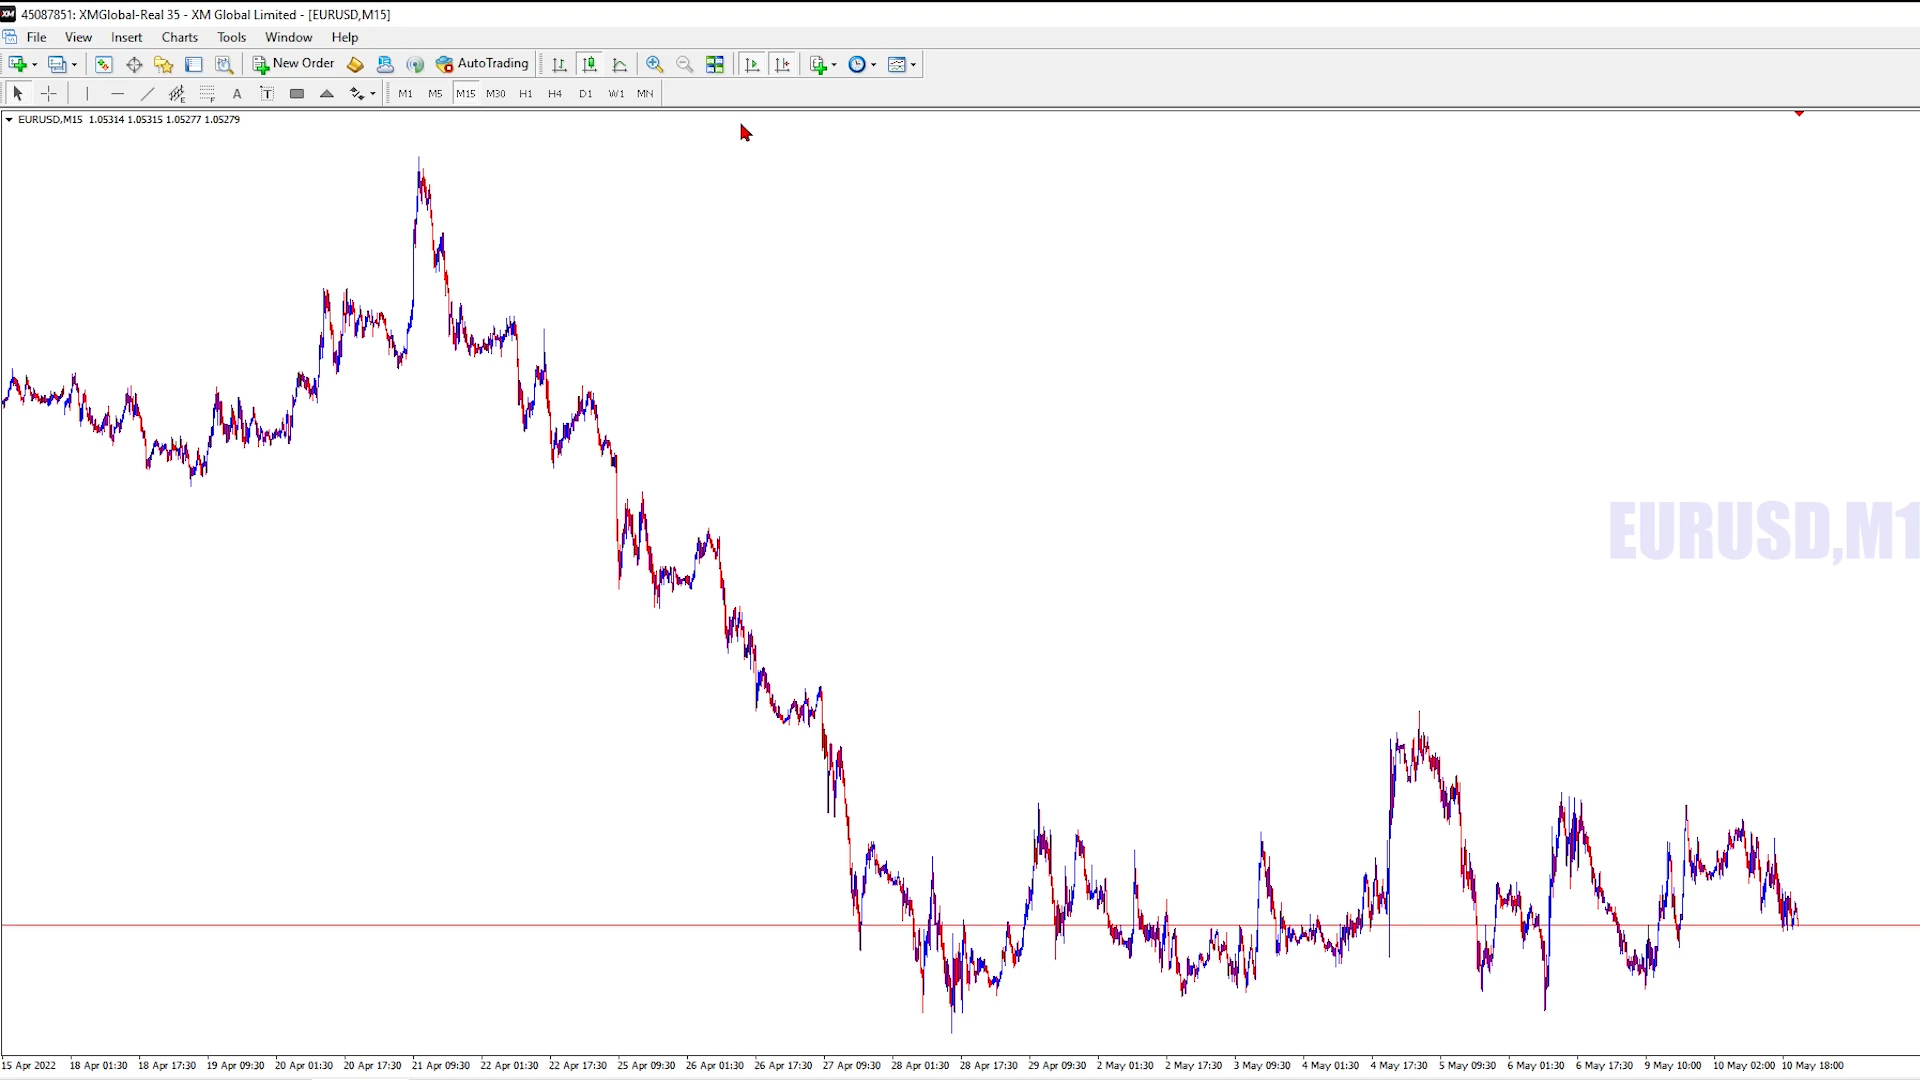 XM 45087851: XMGlobal-Real 35 - XM Global Limited - [EURUSD,M15]
File View Insert Charts Tools Window Help
New Order AutoTrading
E F A T M1 M5 M15 M30 H1 H4 D1 W1 MN
EURUSD,M15 1.05314 1.05315 1.05277 1.05279
EURUSD,M1
15 Apr 2022 18 Apr 01:30 18 Apr 17:30 19 Apr 09:30 20 Apr 01:30 20 Apr 17:30 21 Apr 09:30 22 Apr 01:30 22 Apr 17:30 25 Apr 09:30 26 Apr 01:30 26 Apr 17:30 27 Apr 09:30 28 Apr 01:30 28 Apr 17:30 29 Apr 09:30 2 May 01:30 2 May 17:30 3 May 09:30 4 May 01:30 4 May 17:30 5 May 09:30 6 May 01:30 6 May 17:30 9 May 10:00 10 May 02:00 10 May 18:00